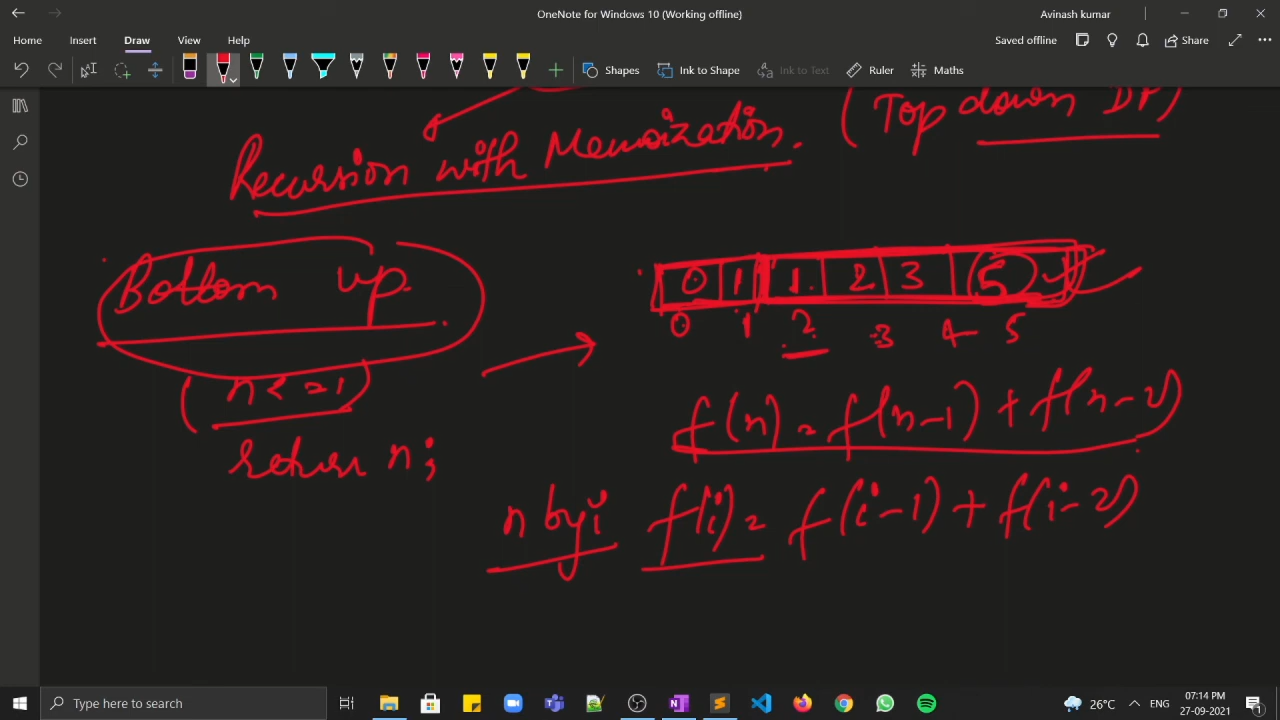 OneNote for Windows 10 (Working offline)
Avinash kumar
Home Insert Draw View Help
Saved offline
Share
Shapes
Ink to Shape
Ink to Text
Ruler
Maths
(Top down DP)
Recursion with Memoization.
Bottom up.
0 1 1. 2 3 5
0 1 2 3 4 5
(n <= 1)
return n;
f(n) = f(n-1) + f(n-2)
n by i f(i) = f(i-1) + f(i-2)
Type here to search
26°C
ENG
07:14 PM
27-09-2021
1